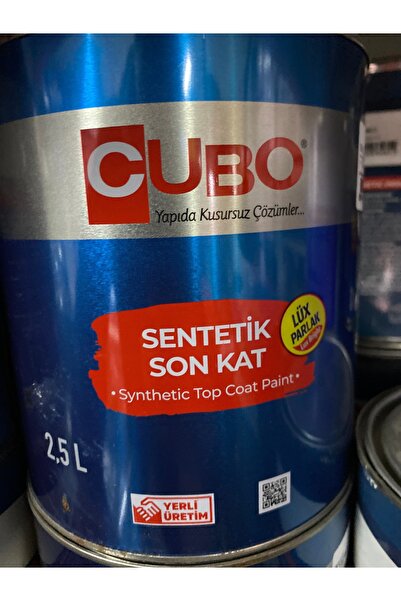 CUBO®
Yapıda Kusursuz Çözümler...
LÜX
PARLAK
SENTETİK
SON KAT
• Synthetic Top Coat Paint •
2,5 L
YERLİ
ÜRETİM